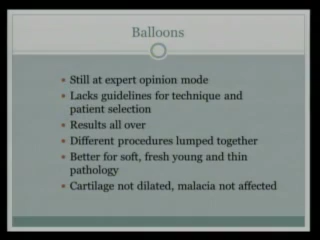 Balloons
Still at expert opinion mode
Lacks guidelines for technique and
patient selection
Results all over
Different procedures lumped together
Better for soft, fresh young and thin
pathology
Cartilage not dilated, malacia not affected